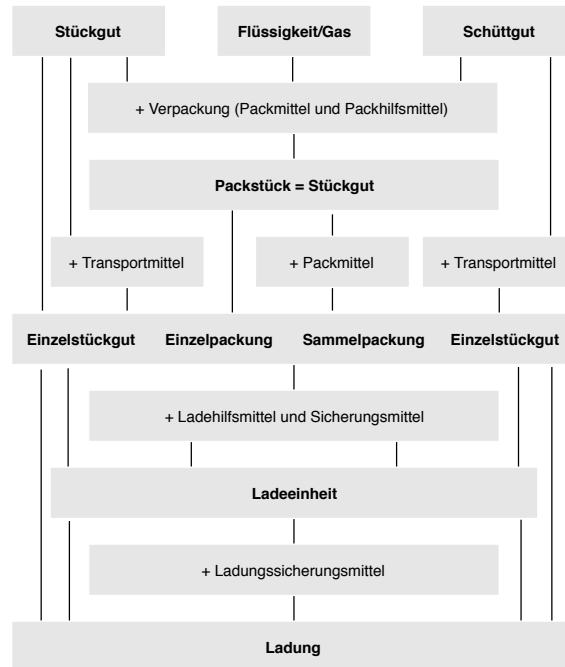 Stückgut Flüssigkeit/Gas Schüttgut
+ Verpackung (Packmittel und Packhilfsmittel)
Packstück = Stückgut
+ Transportmittel + Packmittel + Transportmittel
Einzelstückgut Einzelpackung Sammelpackung Einzelstückgut
+ Ladehilfsmittel und Sicherungsmittel
Ladeeinheit
+ Ladungssicherungsmittel
Ladung